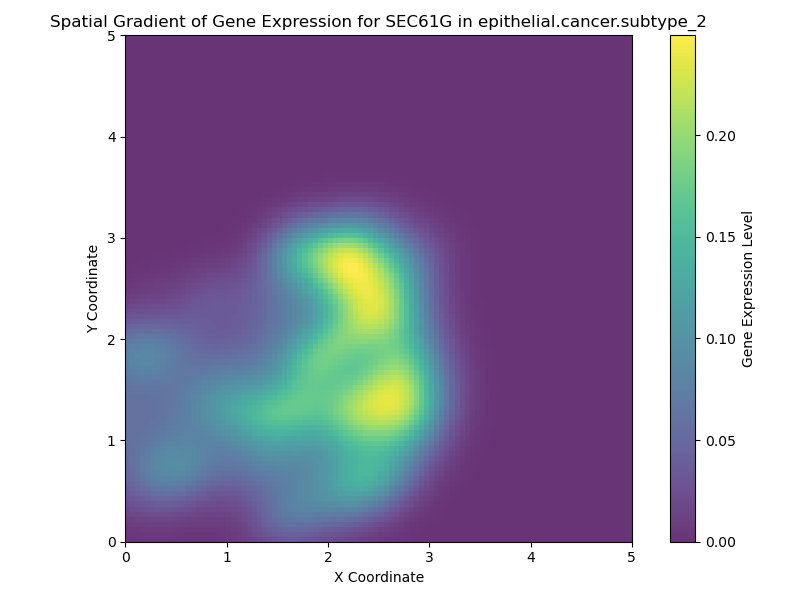 Spatial Gradient of Gene Expression for SEC61G in epithelial.cancer.subtype_2
5
4
3
2
1
0
Y Coordinate
0 1 2 3 4 5
X Coordinate
0.20
0.15
0.10
0.05
0.00
Gene Expression Level